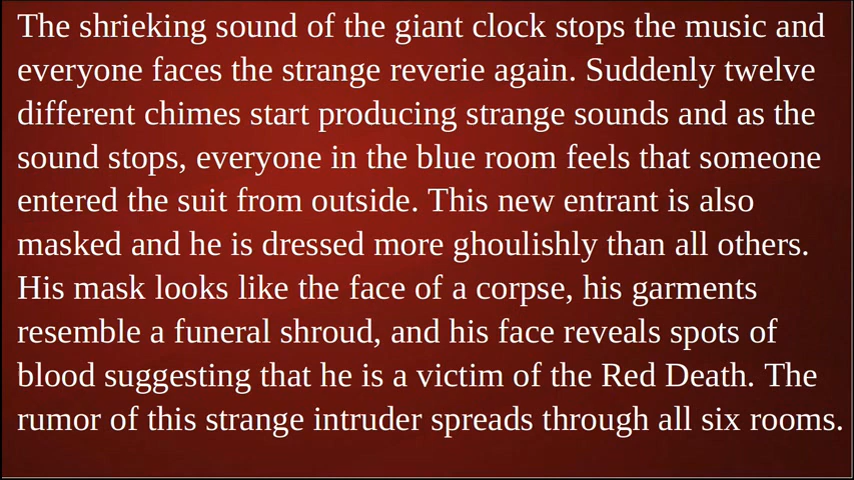 The shrieking sound of the giant clock stops the music and
everyone faces the strange reverie again. Suddenly twelve
different chimes start producing strange sounds and as the
sound stops, everyone in the blue room feels that someone
entered the suit from outside. This new entrant is also
masked and he is dressed more ghoulishly than all others.
His mask looks like the face of a corpse, his garments
resemble a funeral shroud, and his face reveals spots of
blood suggesting that he is a victim of the Red Death. The
rumor of this strange intruder spreads through all six rooms.